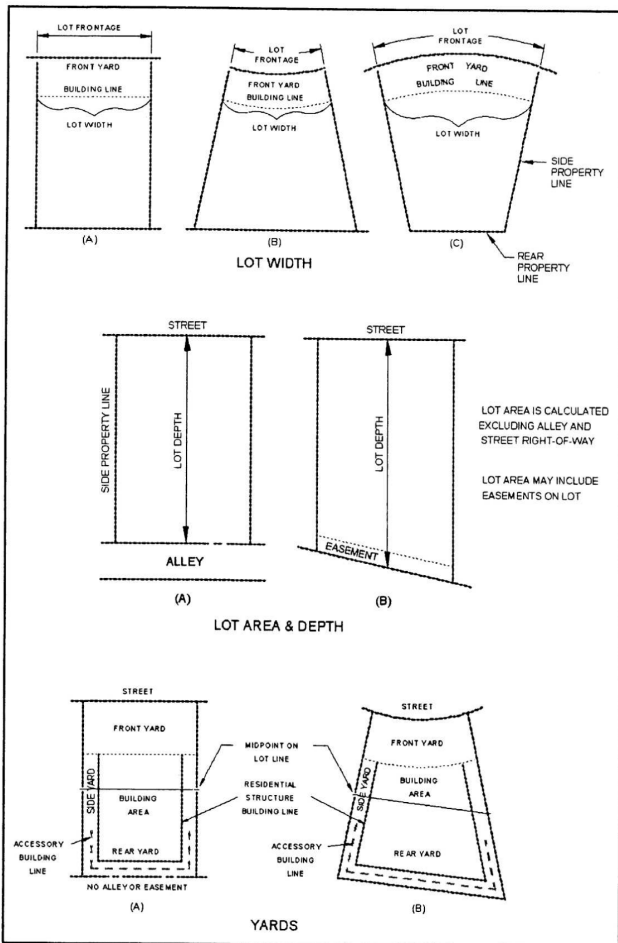 LOT FRONTAGE
FRONT YARD
BUILDING LINE
LOT WIDTH
(A)
LOT
FRONTAGE
FRONT YARD
BUILDING LINE
LOT WIDTH
(B)
LOT
FRONTAGE
FRONT YARD
BUILDING LINE
LOT WIDTH
(C)
SIDE
PROPERTY
LINE
REAR
PROPERTY
LINE
LOT WIDTH
STREET
SIDE PROPERTY LINE
LOT DEPTH
ALLEY
(A)
STREET
LOT DEPTH
EASEMENT
(B)
LOT AREA IS CALCULATED
EXCLUDING ALLEY AND
STREET RIGHT-OF-WAY
LOT AREA MAY INCLUDE
EASEMENTS ON LOT
LOT AREA & DEPTH
STREET
FRONT YARD
SIDE YARD
BUILDING
AREA
REAR YARD
NO ALLEY OR EASEMENT
(A)
MIDPOINT ON
LOT LINE
RESIDENTIAL
STRUCTURE
BUILDING LINE
ACCESSORY
BUILDING
LINE
ACCESSORY
BUILDING
LINE
STREET
FRONT YARD
SIDE YARD
BUILDING
AREA
REAR YARD
(B)
YARDS